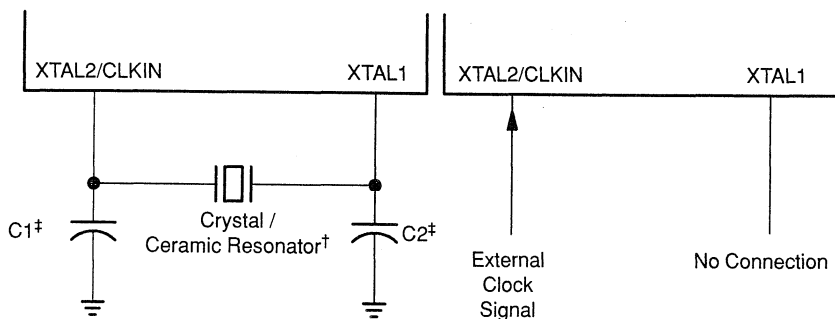 XTAL2/CLKIN XTAL1
C1‡
Crystal /
Ceramic Resonator†
C2‡
XTAL2/CLKIN XTAL1
External
Clock
Signal
No Connection